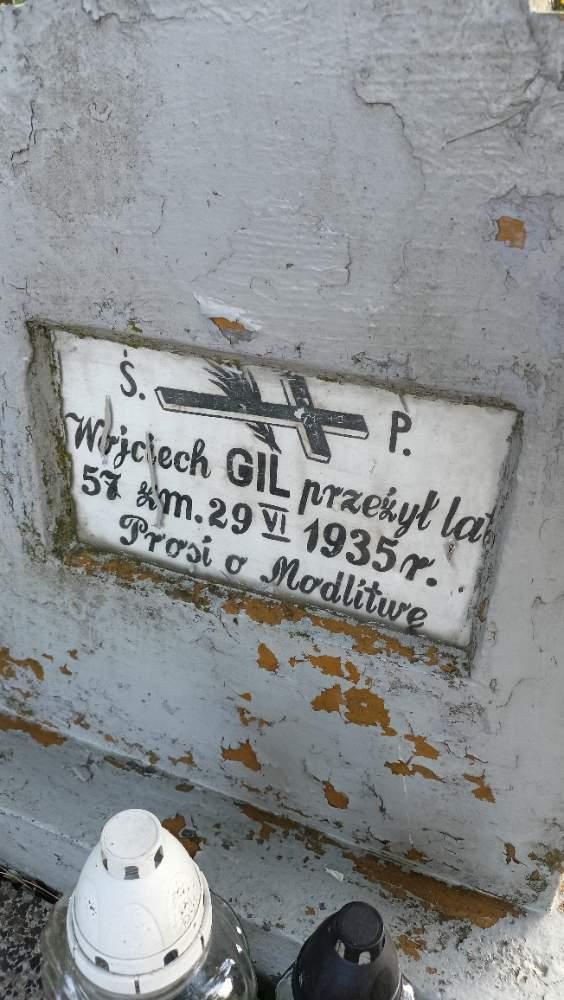 Ś. P.
Wojciech GIL przeżył lat
57 zm. 29 VI 1935 r.
Prosi o Modlitwę